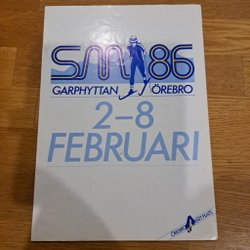 SM 86
GARPHYTTAN ÖREBRO
2–8
FEBRUARI